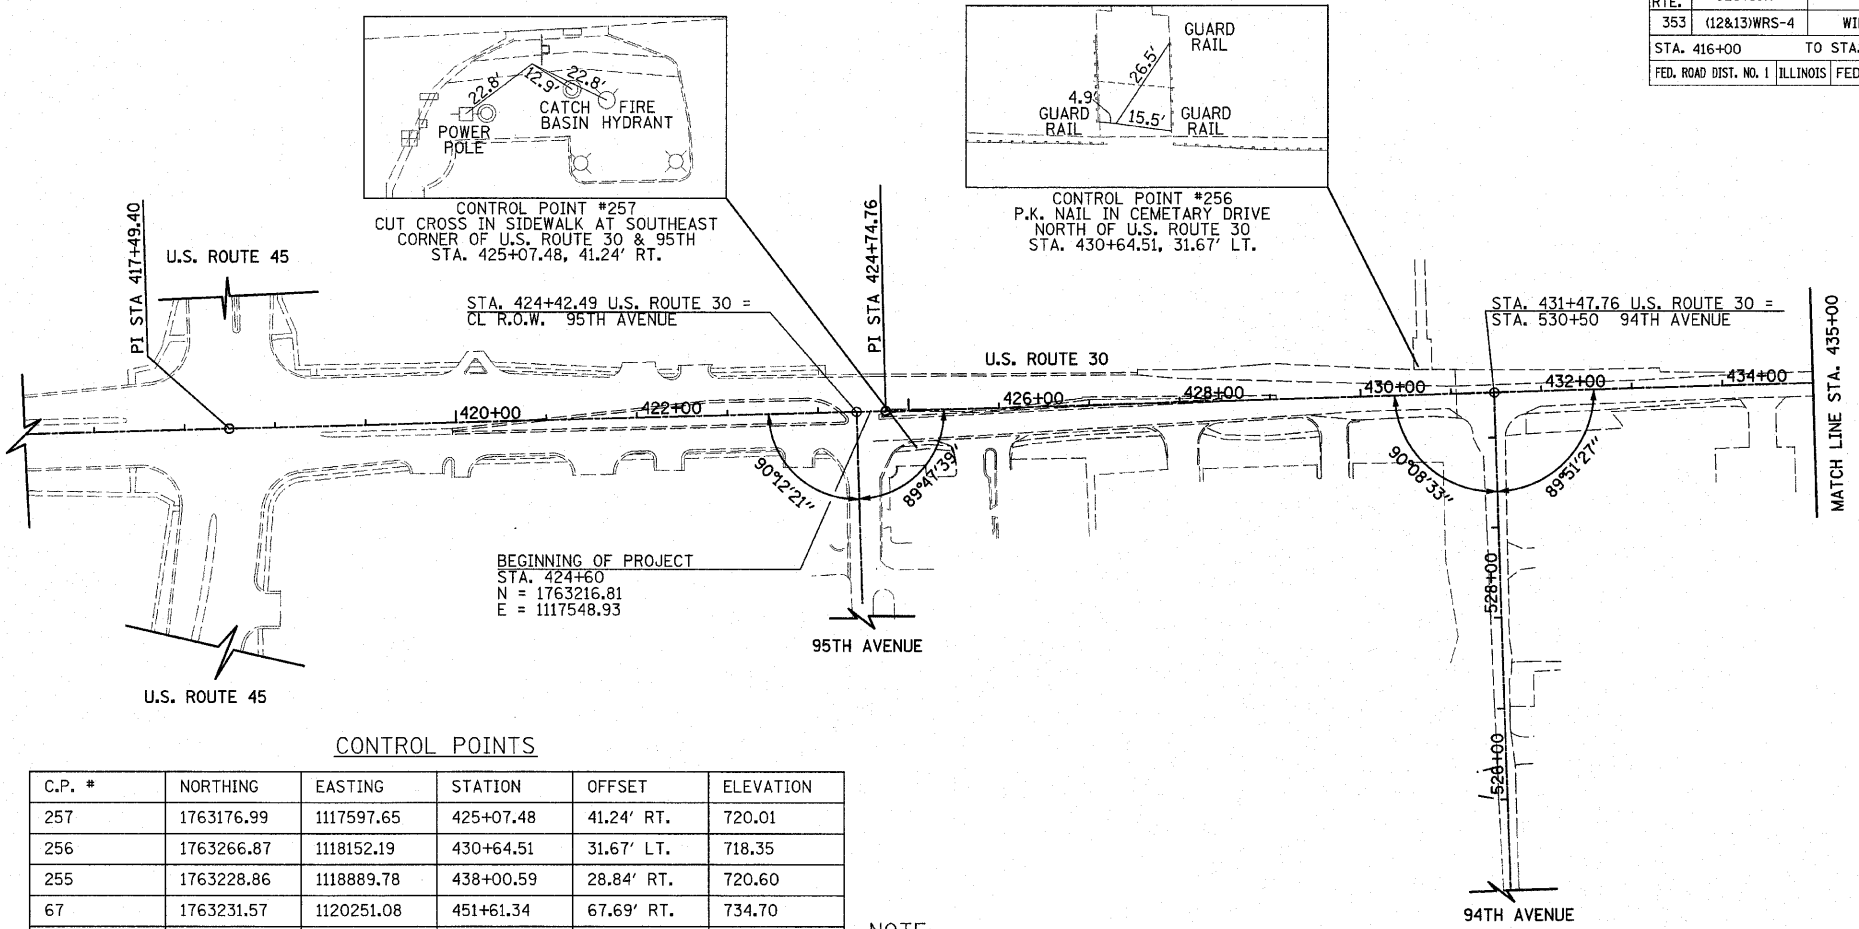 RTE.
353 (12&13)WRS-4
STA. 416+00 TO STA.
FED. ROAD DIST. NO. 1 ILLINOIS FED
22.8'
12.9'
22.8'
CATCH BASIN
FIRE HYDRANT
POWER POLE
CONTROL POINT #257
CUT CROSS IN SIDEWALK AT SOUTHEAST
CORNER OF U.S. ROUTE 30 & 95TH
STA. 425+07.48, 41.24' RT.
GUARD
RAIL
26.5'
4.9'
GUARD
RAIL
15.5'
GUARD
RAIL
CONTROL POINT #256
P.K. NAIL IN CEMETARY DRIVE
NORTH OF U.S. ROUTE 30
STA. 430+64.51, 31.67' LT.
PI STA 417+49.40
U.S. ROUTE 45
STA. 424+42.49 U.S. ROUTE 30 =
CL R.O.W. 95TH AVENUE
PI STA 424+74.76
U.S. ROUTE 30
STA. 431+47.76 U.S. ROUTE 30 =
STA. 530+50 94TH AVENUE
MATCH LINE STA. 435+00
420+00
422+00
426+00
428+00
430+00
432+00
434+00
90°12'21"
89°47'39"
90°08'33"
89°51'27"
BEGINNING OF PROJECT
STA. 424+60
N = 1763216.81
E = 1117548.93
95TH AVENUE
528+00
526+00
U.S. ROUTE 45
94TH AVENUE
CONTROL POINTS
C.P. # NORTHING EASTING STATION OFFSET ELEVATION
257 1763176.99 1117597.65 425+07.48 41.24' RT. 720.01
256 1763266.87 1118152.19 430+64.51 31.67' LT. 718.35
255 1763228.86 1118889.78 438+00.59 28.84' RT. 720.60
67 1763231.57 1120251.08 451+61.34 67.69' RT. 734.70
NOTE